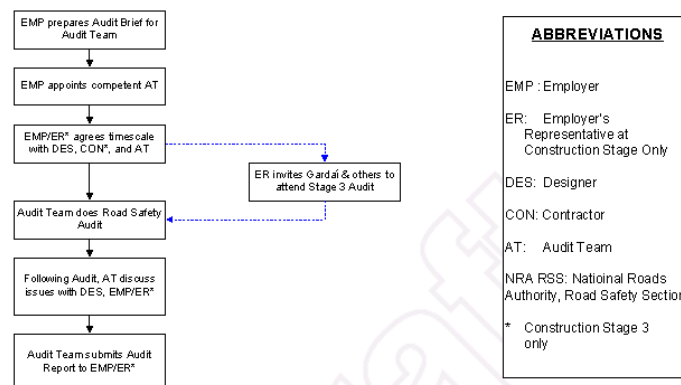 EMP prepares Audit Brief for
Audit Team
EMP appoints competent AT
EMP/ER* agrees timescale
with DES, CON*, and AT
ER invites Gardaí & others to
attend Stage 3 Audit
Audit Team does Road Safety
Audit
Following Audit, AT discuss
issues with DES, EMP/ER*
Audit Team submits Audit
Report to EMP/ER*
ABBREVIATIONS
EMP : Employer
ER: Employer's
Representative at
Construction Stage Only
DES: Designer
CON: Contractor
AT: Audit Team
NRA RSS: Natioinal Roads
Authority, Road Safety Section
* Construction Stage 3
only